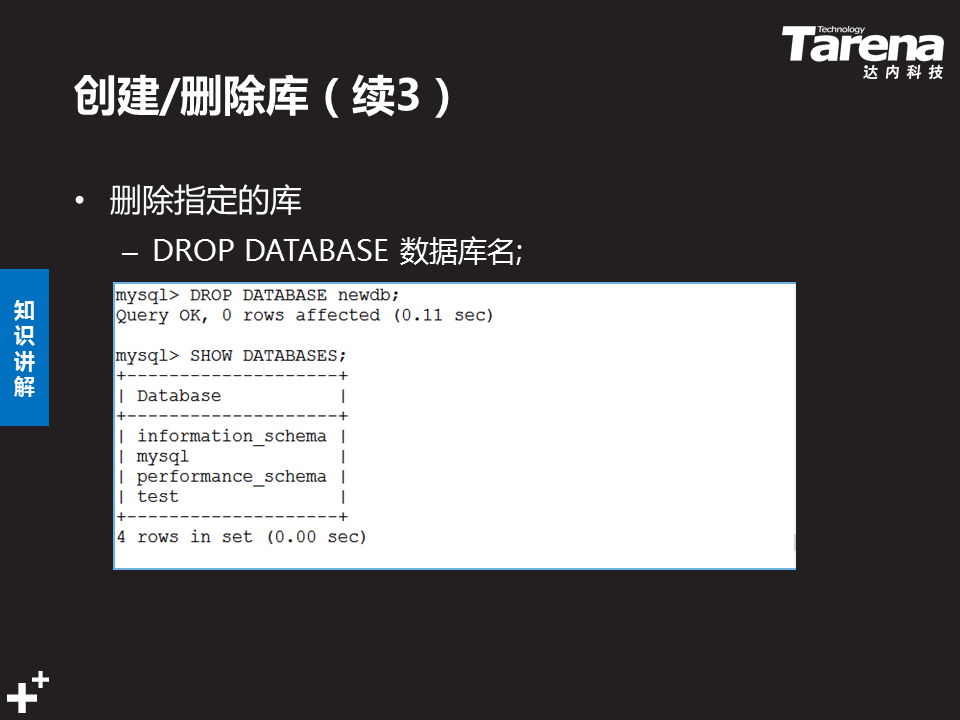 Technology
Tarena
达内科技
创建/删除库（续3）
• 删除指定的库
– DROP DATABASE 数据库名;
知识讲解
mysql> DROP DATABASE newdb;
Query OK, 0 rows affected (0.11 sec)
mysql> SHOW DATABASES;
+--------------------+
| Database           |
+--------------------+
| information_schema |
| mysql              |
| performance_schema |
| test               |
+--------------------+
4 rows in set (0.00 sec)